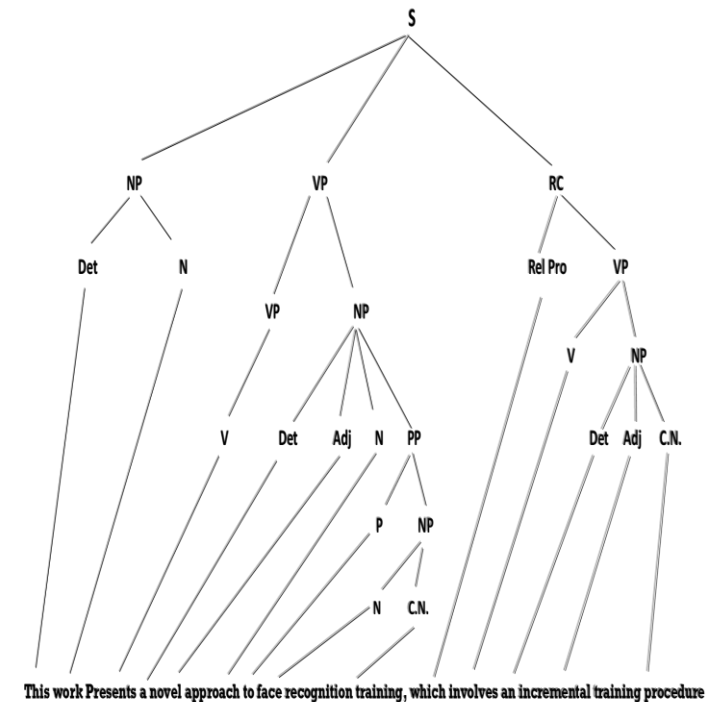 S
NP VP RC
Det N Rel Pro VP
VP NP
V NP
V Det Adj N PP Det Adj C.N.
P NP
N C.N.
This work Presents a novel approach to face recognition training, which involves an incremental training procedure